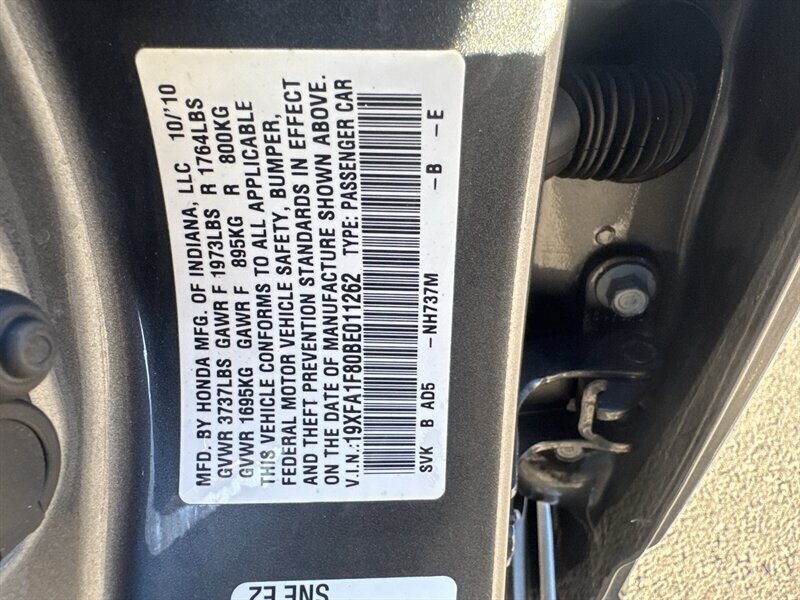 MFD. BY HONDA MFG. OF INDIANA, LLC 10/'10
GVWR 3737LBS GAWR F 1973LBS R 1764LBS
GVWR 1695KG GAWR F 895KG R 800KG
THIS VEHICLE CONFORMS TO ALL APPLICABLE
FEDERAL MOTOR VEHICLE SAFETY, BUMPER,
AND THEFT PREVENTION STANDARDS IN EFFECT
ON THE DATE OF MANUFACTURE SHOWN ABOVE.
V.I.N.:19XFA1F80BE011262 TYPE: PASSENGER CAR
SVK B AD5 –NH737M –B –E